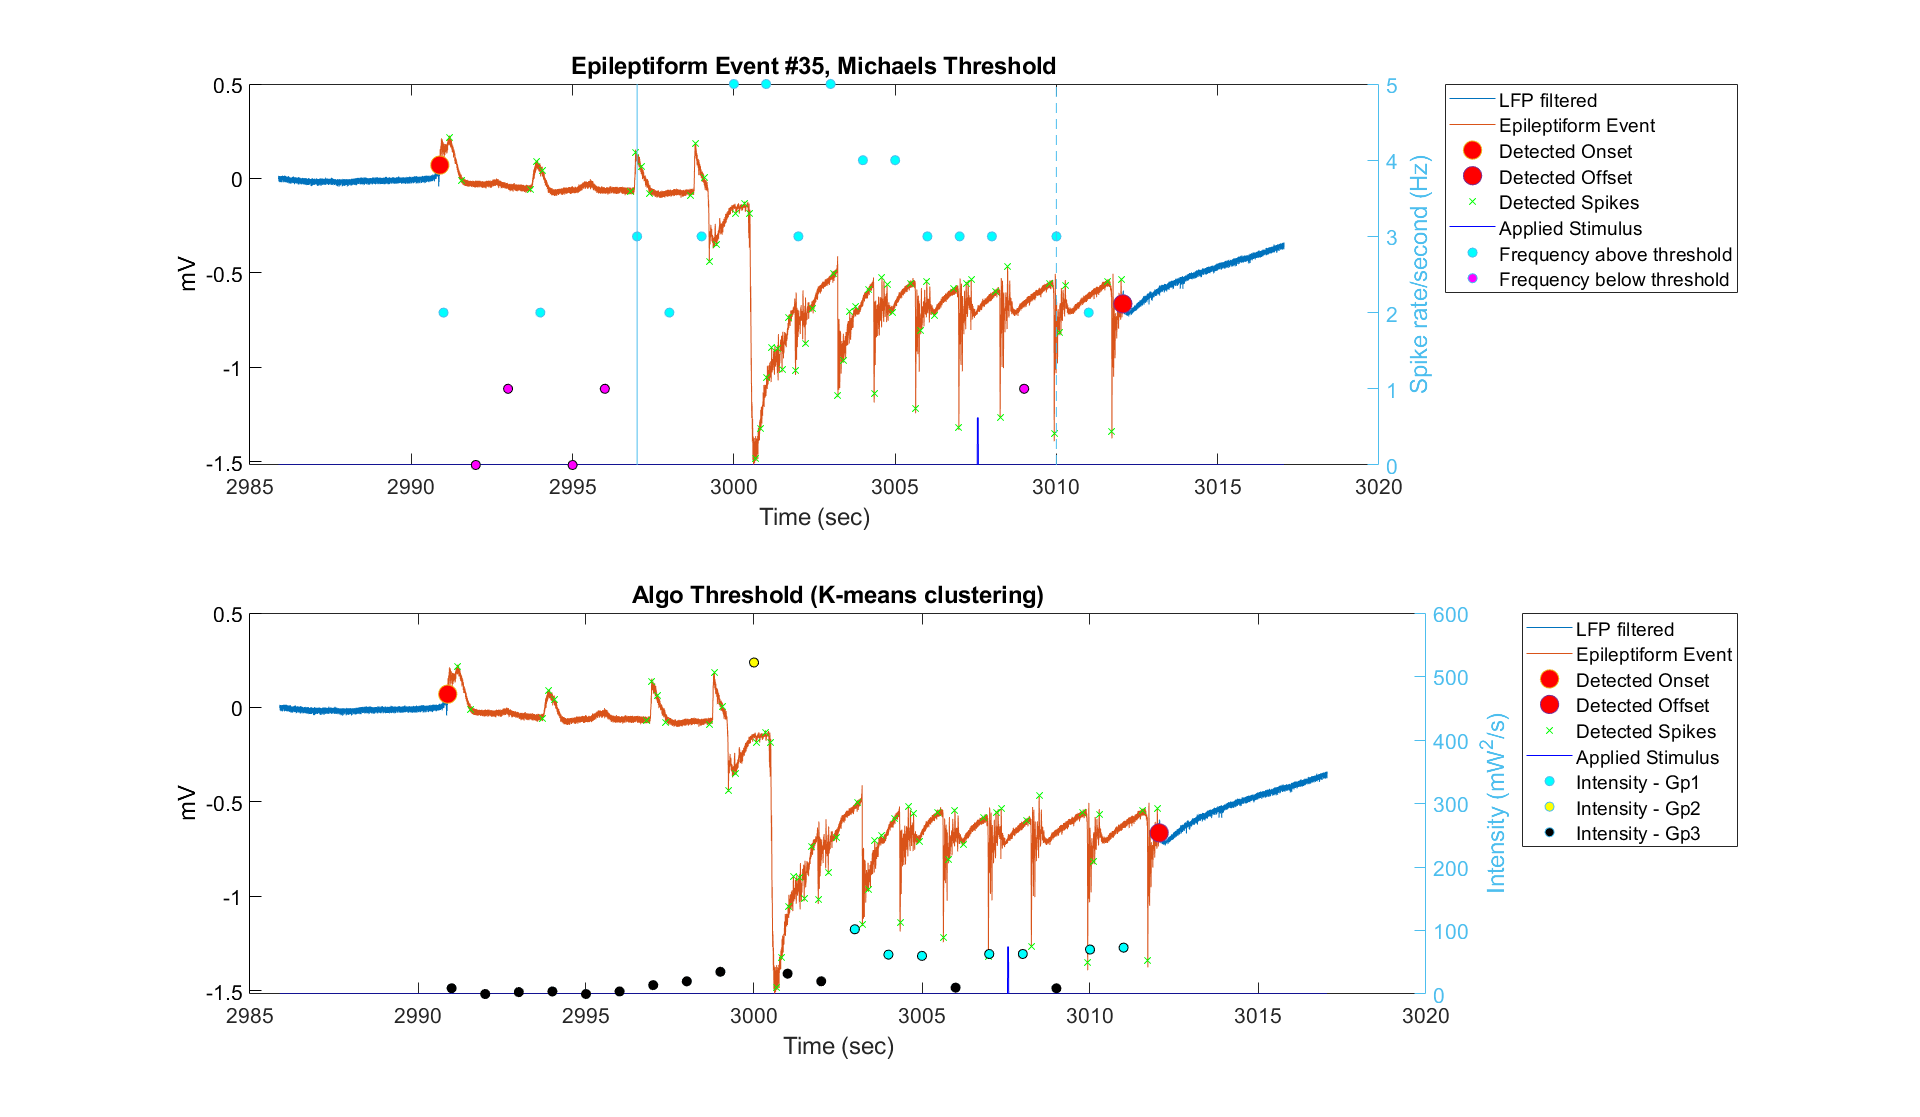 Epileptiform Event #35, Michaels Threshold
0.5
0
-0.5
-1
-1.5
mV
5
4
3
2
1
0
Spike rate/second (Hz)
2985 2990 2995 3000 3005 3010 3015 3020
Time (sec)
LFP filtered
Epileptiform Event
Detected Onset
Detected Offset
Detected Spikes
Applied Stimulus
Frequency above threshold
Frequency below threshold
Algo Threshold (K-means clustering)
0.5
0
-0.5
-1
-1.5
mV
600
500
400
300
200
100
0
Intensity (mW²/s)
2985 2990 2995 3000 3005 3010 3015 3020
Time (sec)
LFP filtered
Epileptiform Event
Detected Onset
Detected Offset
Detected Spikes
Applied Stimulus
Intensity - Gp1
Intensity - Gp2
Intensity - Gp3